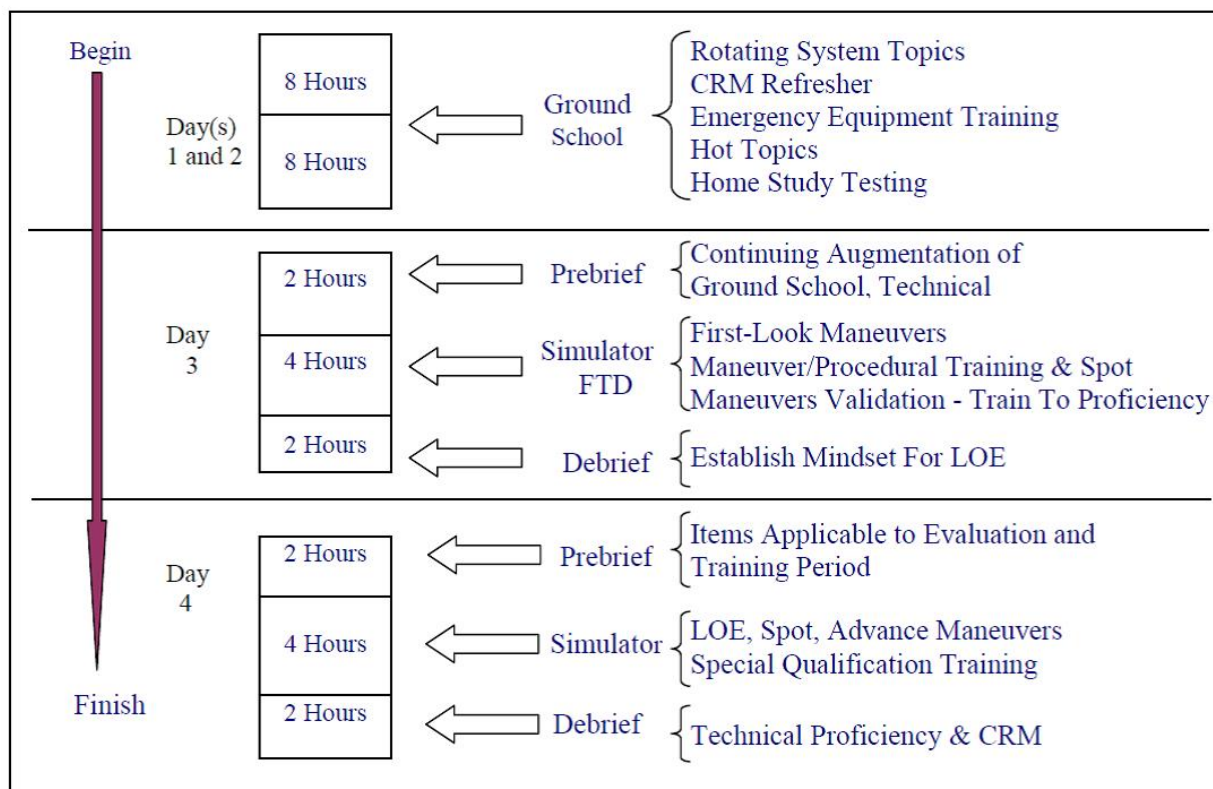 Begin
Day(s)
1 and 2
8 Hours
8 Hours
Ground
School
Rotating System Topics
CRM Refresher
Emergency Equipment Training
Hot Topics
Home Study Testing
Day
3
2 Hours
Prebrief
Continuing Augmentation of
Ground School, Technical
4 Hours
Simulator
FTD
First-Look Maneuvers
Maneuver/Procedural Training & Spot
Maneuvers Validation - Train To Proficiency
2 Hours
Debrief
Establish Mindset For LOE
Day
4
2 Hours
Prebrief
Items Applicable to Evaluation and
Training Period
4 Hours
Simulator
LOE, Spot, Advance Maneuvers
Special Qualification Training
2 Hours
Debrief
Technical Proficiency & CRM
Finish